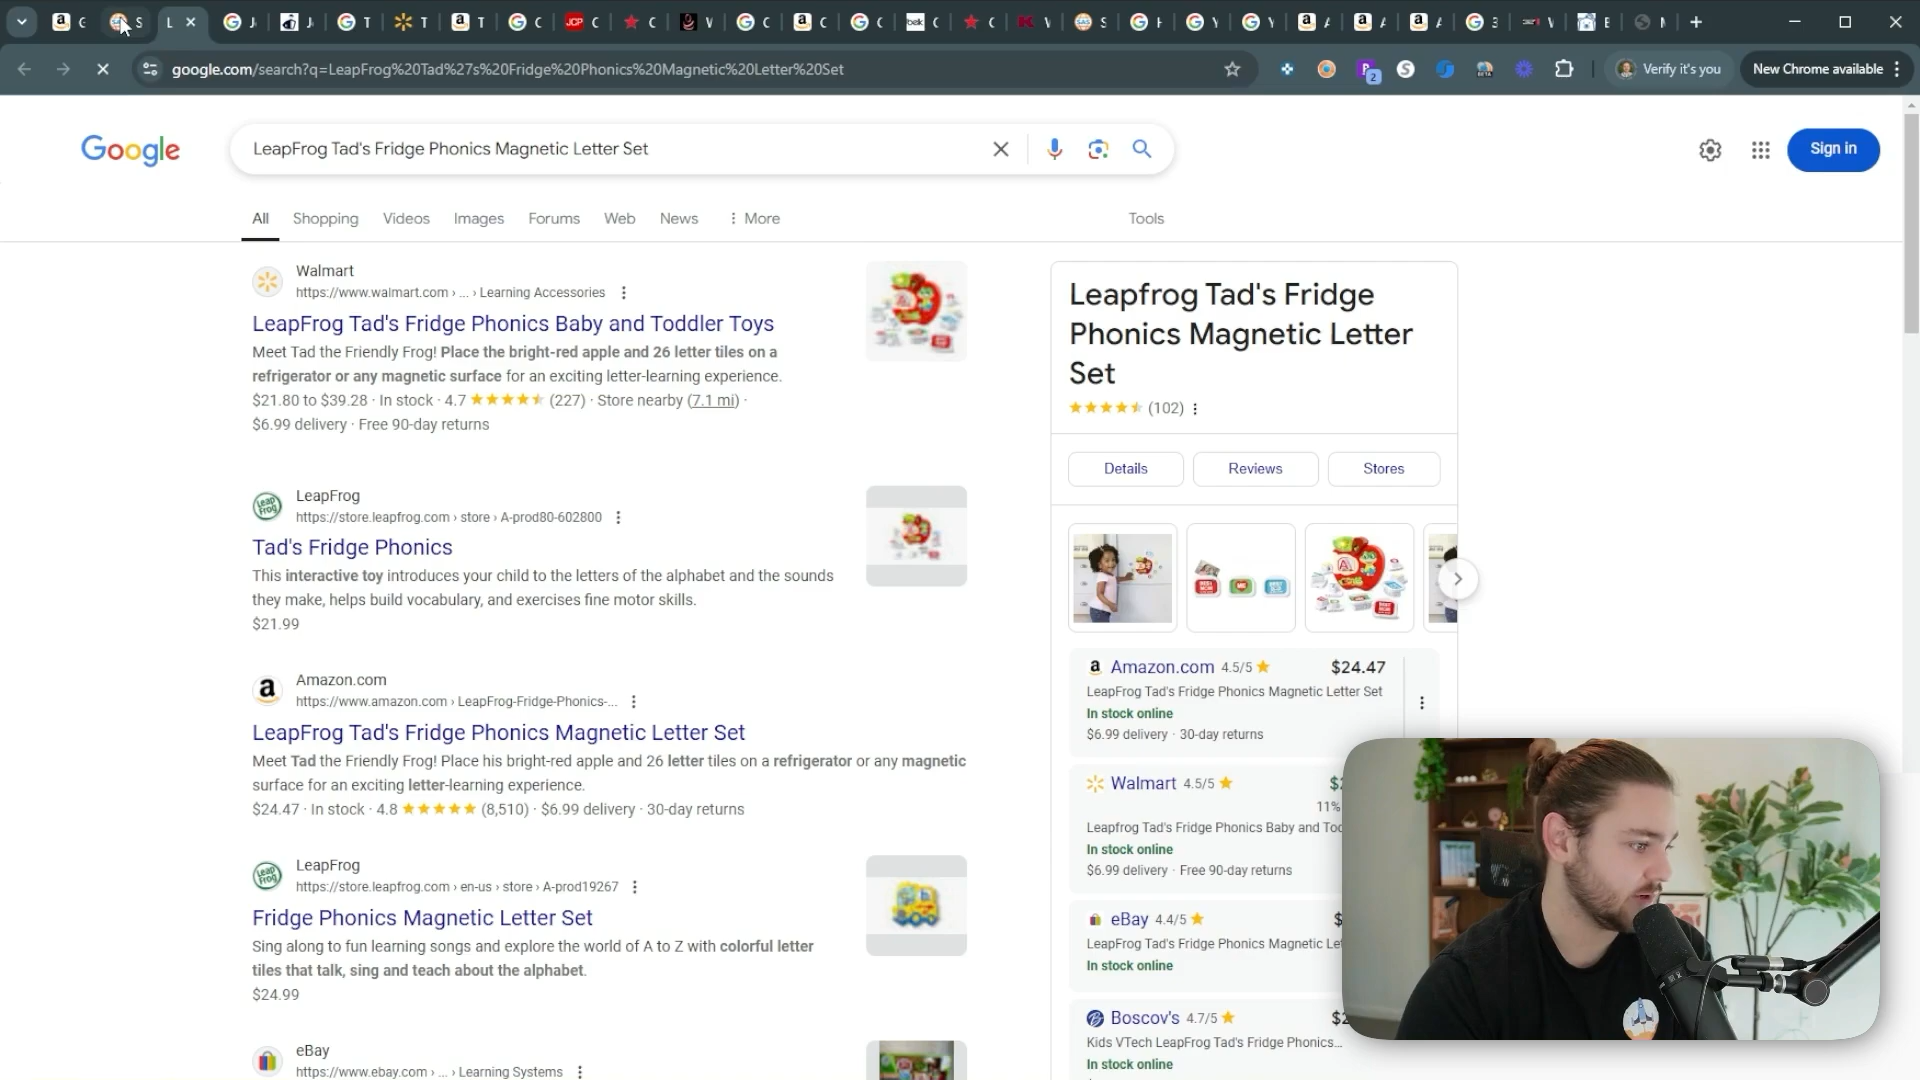 google.com/search?q=LeapFrog%20Tad%27s%20Fridge%20Phonics%20Magnetic%20Letter%20Set
2
Verify it's you
New Chrome available
Google
LeapFrog Tad's Fridge Phonics Magnetic Letter Set
Sign in
All
Shopping
Videos
Images
Forums
Web
News
More
Tools
Walmart
https://www.walmart.com › ... › Learning Accessories
LeapFrog Tad's Fridge Phonics Baby and Toddler Toys
Meet Tad the Friendly Frog! Place the bright-red apple and 26 letter tiles on a
refrigerator or any magnetic surface for an exciting letter-learning experience.
$21.80 to $39.28 · In stock · 4.7 (227) · Store nearby (7.1 mi) ·
$6.99 delivery · Free 90-day returns
LeapFrog
https://store.leapfrog.com › store › A-prod80-602800
Tad's Fridge Phonics
This interactive toy introduces your child to the letters of the alphabet and the sounds
they make, helps build vocabulary, and exercises fine motor skills.
$21.99
Amazon.com
https://www.amazon.com › LeapFrog-Fridge-Phonics-...
LeapFrog Tad's Fridge Phonics Magnetic Letter Set
Meet Tad the Friendly Frog! Place his bright-red apple and 26 letter tiles on a refrigerator or any magnetic
surface for an exciting letter-learning experience.
$24.47 · In stock · 4.8 (8,510) · $6.99 delivery · 30-day returns
LeapFrog
https://store.leapfrog.com › en-us › store › A-prod19267
Fridge Phonics Magnetic Letter Set
Sing along to fun learning songs and explore the world of A to Z with colorful letter
tiles that talk, sing and teach about the alphabet.
$24.99
eBay
https://www.ebay.com › ... › Learning Systems
Leapfrog Tad's Fridge
Phonics Magnetic Letter
Set
(102)
Details
Reviews
Stores
Amazon.com 4.5/5
$24.47
LeapFrog Tad's Fridge Phonics Magnetic Letter Set
In stock online
$6.99 delivery · 30-day returns
Walmart 4.5/5
11%
Leapfrog Tad's Fridge Phonics Baby and
In stock online
$6.99 delivery · Free 90-day returns
eBay 4.4/5
$
LeapFrog Tad's Fridge Phonics Magnetic
In stock online
Boscov's 4.7/5
Kids VTech LeapFrog Tad's Fridge Phonics...
In stock online